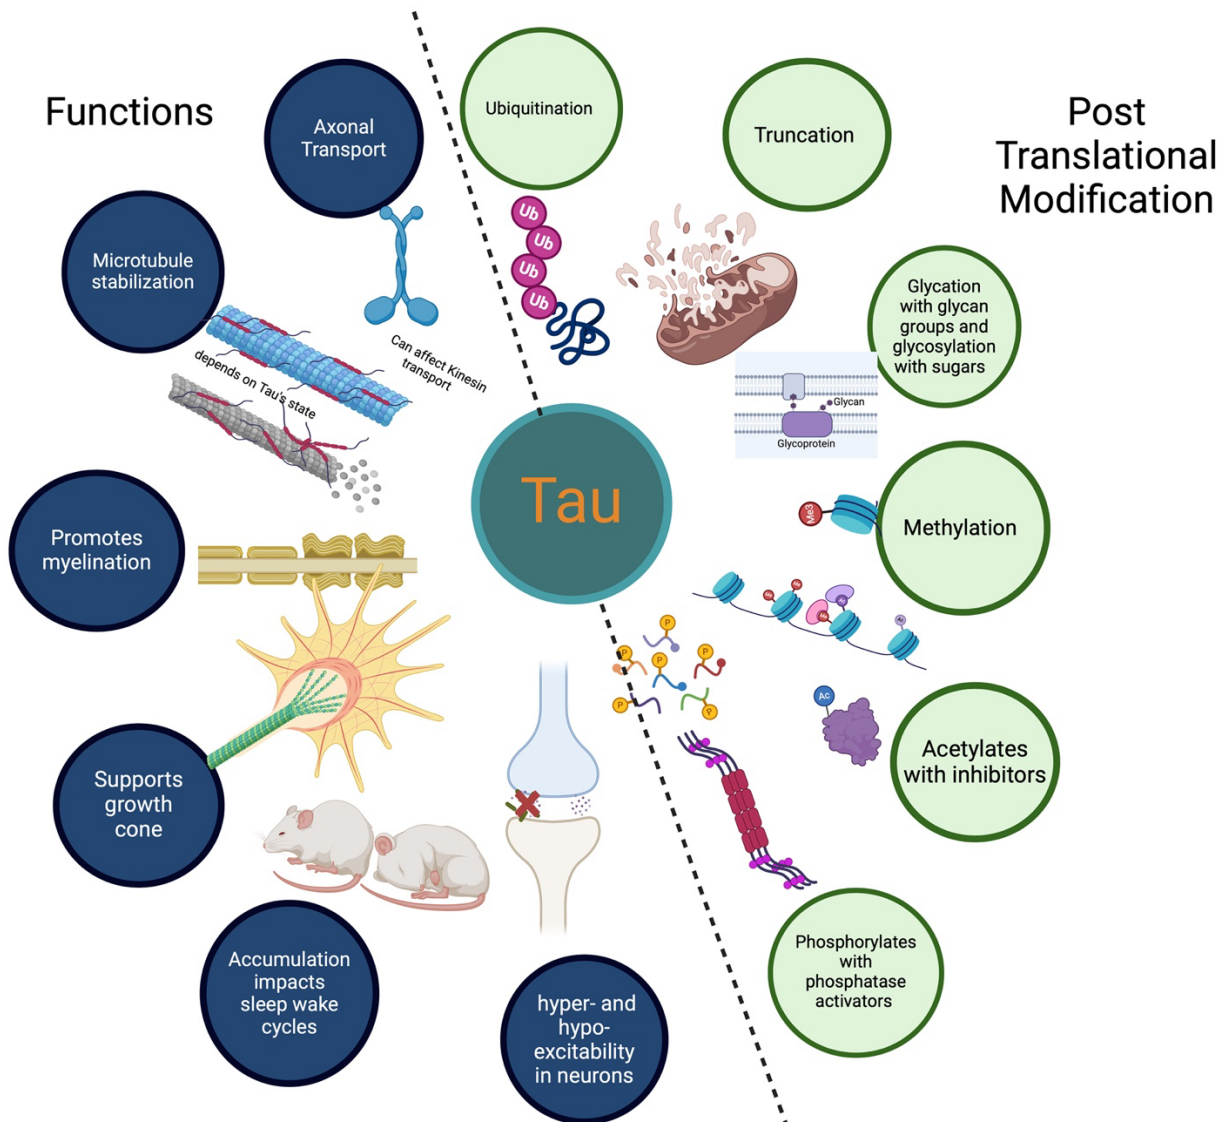 Functions
Axonal
Transport
Microtubule
stabilization
Can affect Kinesin
transport
depends on Tau's state
Promotes
myelination
Supports
growth
cone
Accumulation
impacts
sleep wake
cycles
hyper- and
hypo-
excitability
in neurons
Tau
Post
Translational
Modification
Ubiquitination
Ub
Ub
Ub
Ub
Truncation
Glycation
with glycan
groups and
glycosylation
with sugars
Glycan
Glycoprotein
Me3
Methylation
Me
Me
Ac
P
P
P
P
P
P
Ac
Acetylates
with inhibitors
Phosphorylates
with
phosphatase
activators